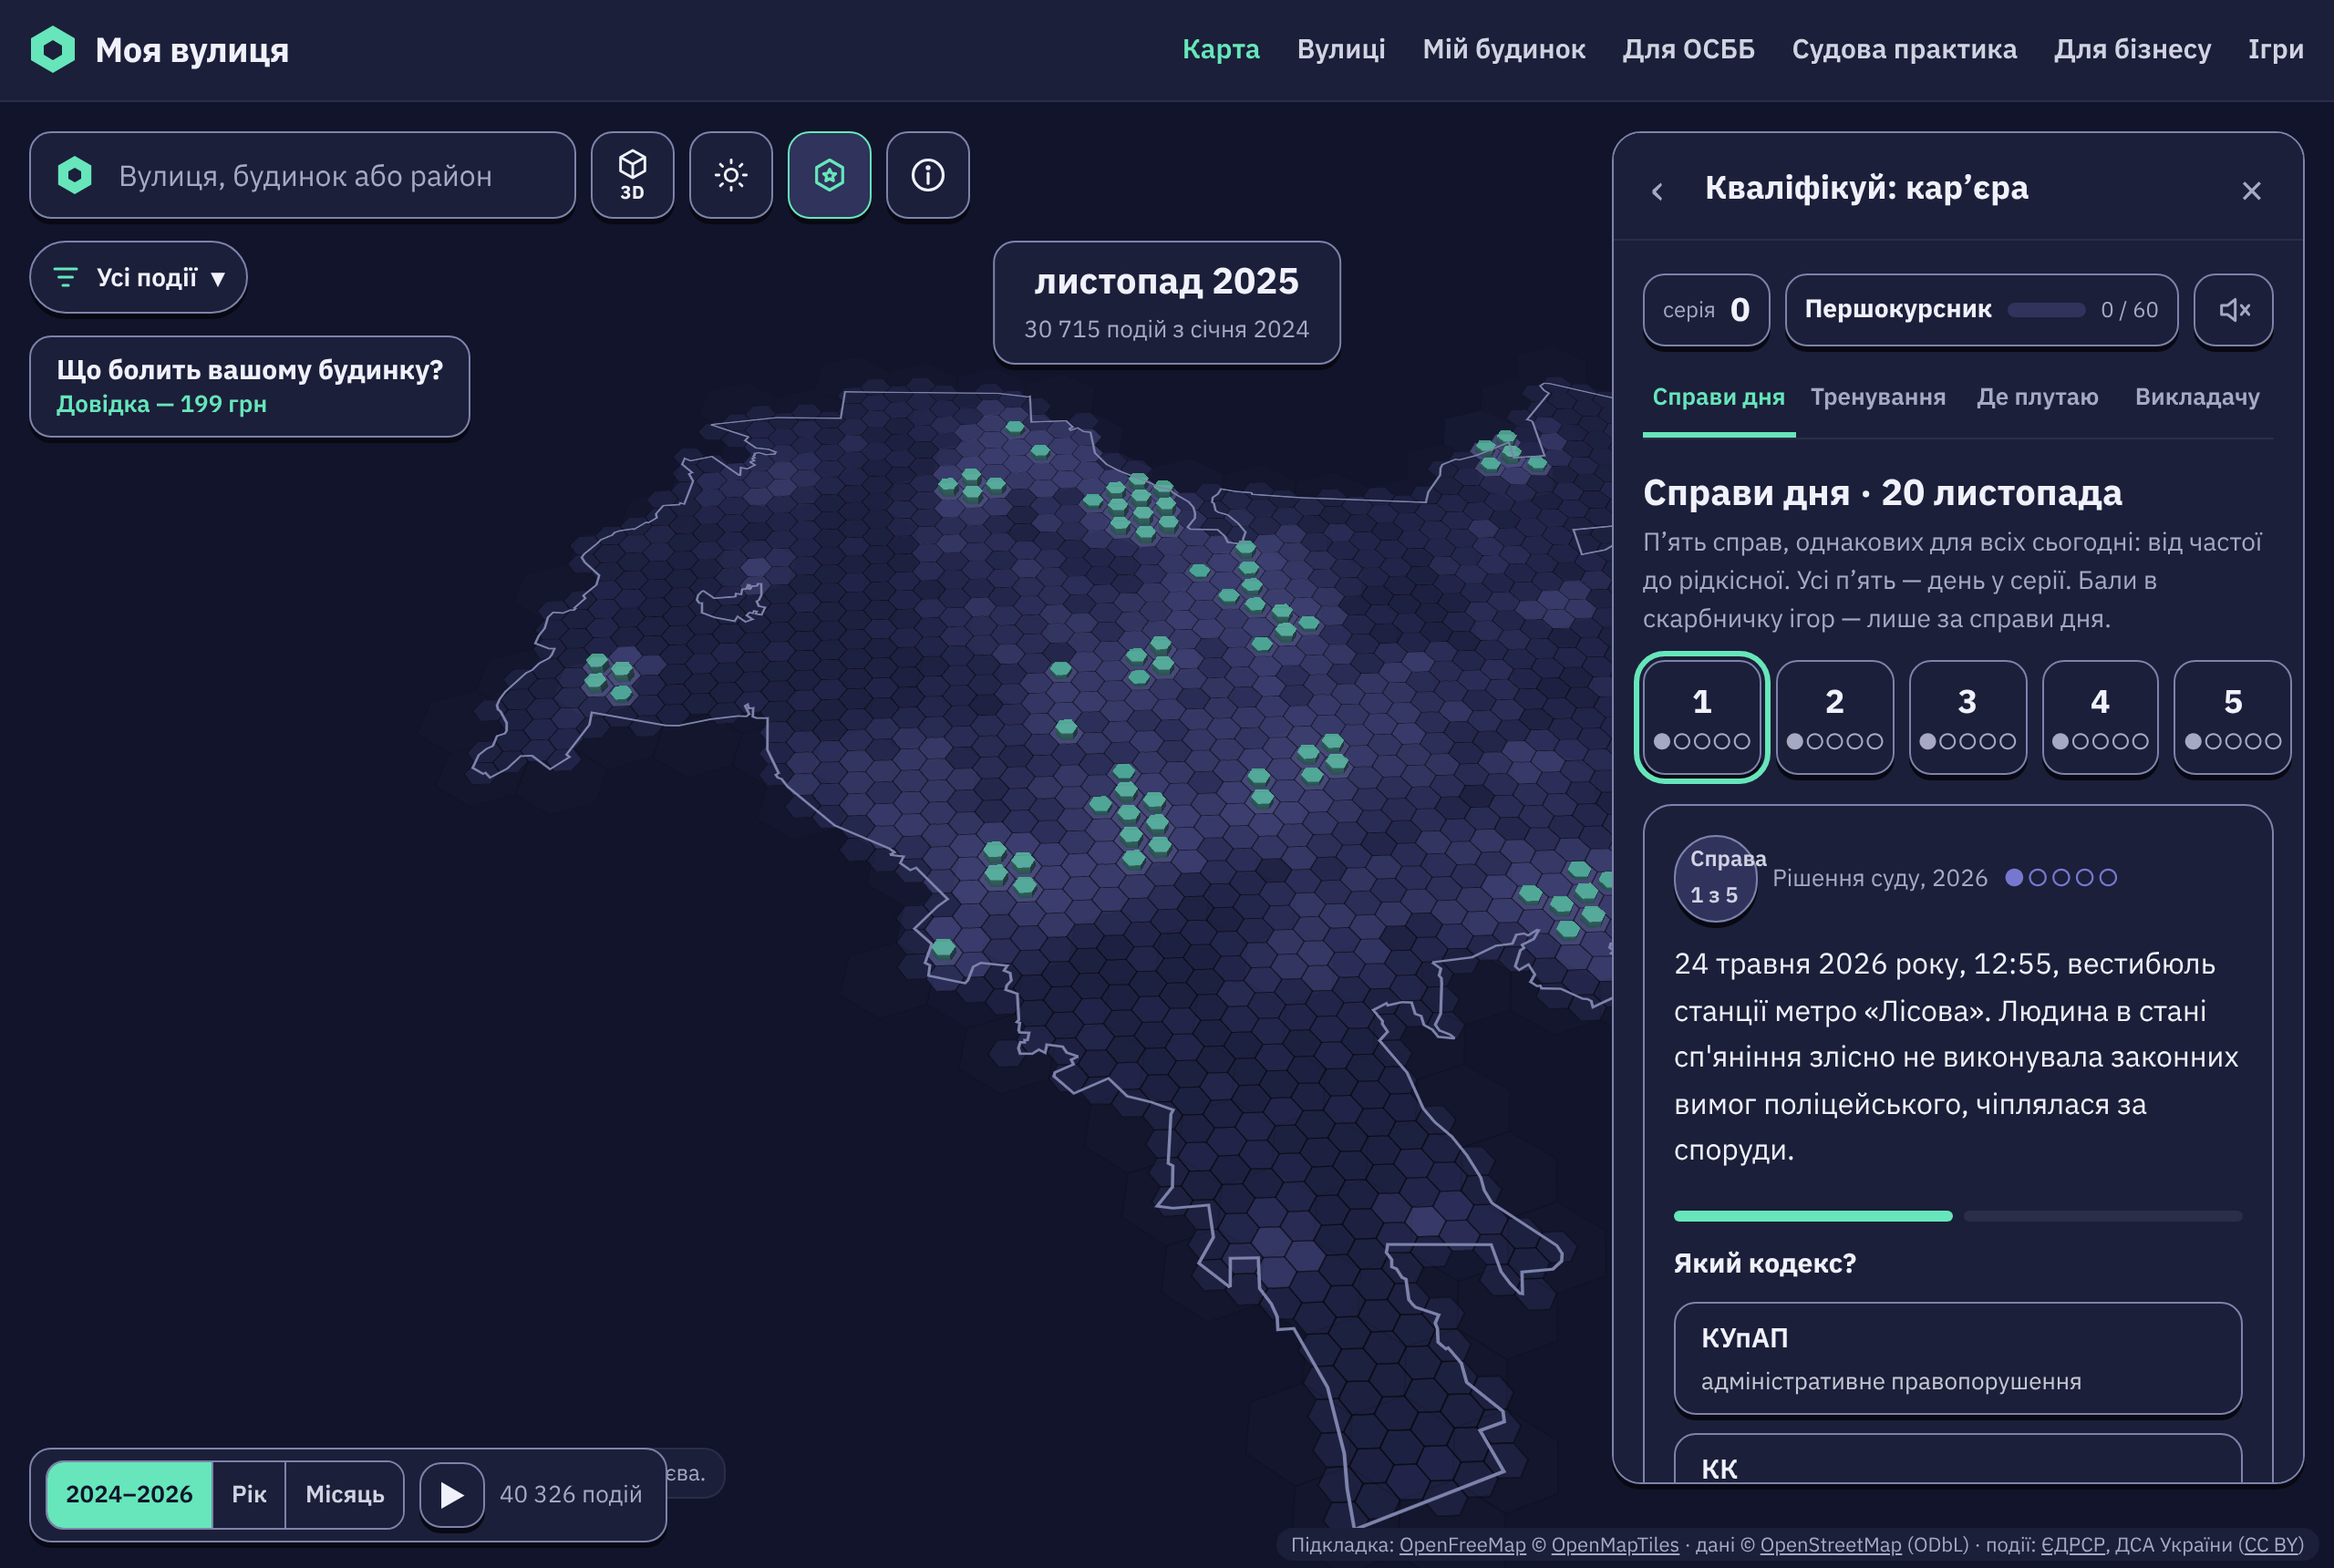 Моя вулиця
Карта Вулиці Мій будинок Для ОСББ Судова практика Для бізнесу Ігри
Вулиця, будинок або район
3D
Усі події ▼
Що болить вашому будинку?
Довідка — 199 грн
листопад 2025
30 715 подій з січня 2024
Кваліфікуй: кар’єра
серія 0
Першокурсник 0 / 60
Справи дня Тренування Де плутаю Викладачу
Справи дня · 20 листопада
П’ять справ, однакових для всіх сьогодні: від частої
до рідкісної. Усі п’ять — день у серії. Бали в
скарбничку ігор — лише за справи дня.
1 2 3 4 5
Справа
1 з 5
Рішення суду, 2026
24 травня 2026 року, 12:55, вестибюль
станції метро «Лісова». Людина в стані
сп'яніння злісно не виконувала законних
вимог поліцейського, чіплялася за
споруди.
Який кодекс?
КУпАП
адміністративне правопорушення
КК
2024–2026 Рік Місяць 40 326 подій
єва.
Підкладка: OpenFreeMap © OpenMapTiles · дані © OpenStreetMap (ODbL) · події: ЄДРСР, ДСА України (CC BY)